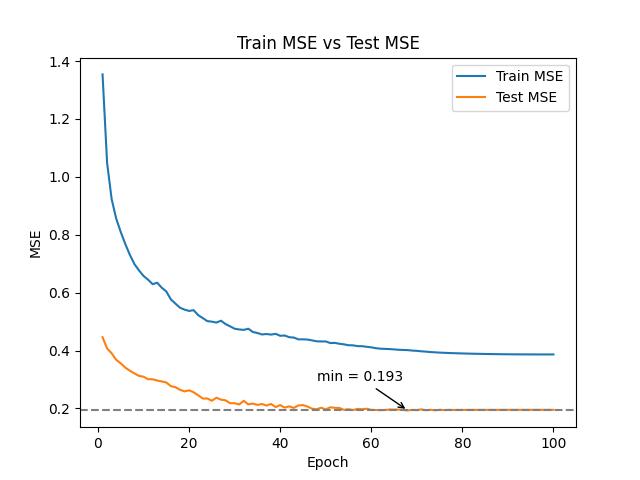 Train MSE vs Test MSE
Train MSE
Test MSE
MSE
1.4
1.2
1.0
0.8
0.6
0.4
0.2
min = 0.193
0 20 40 60 80 100
Epoch